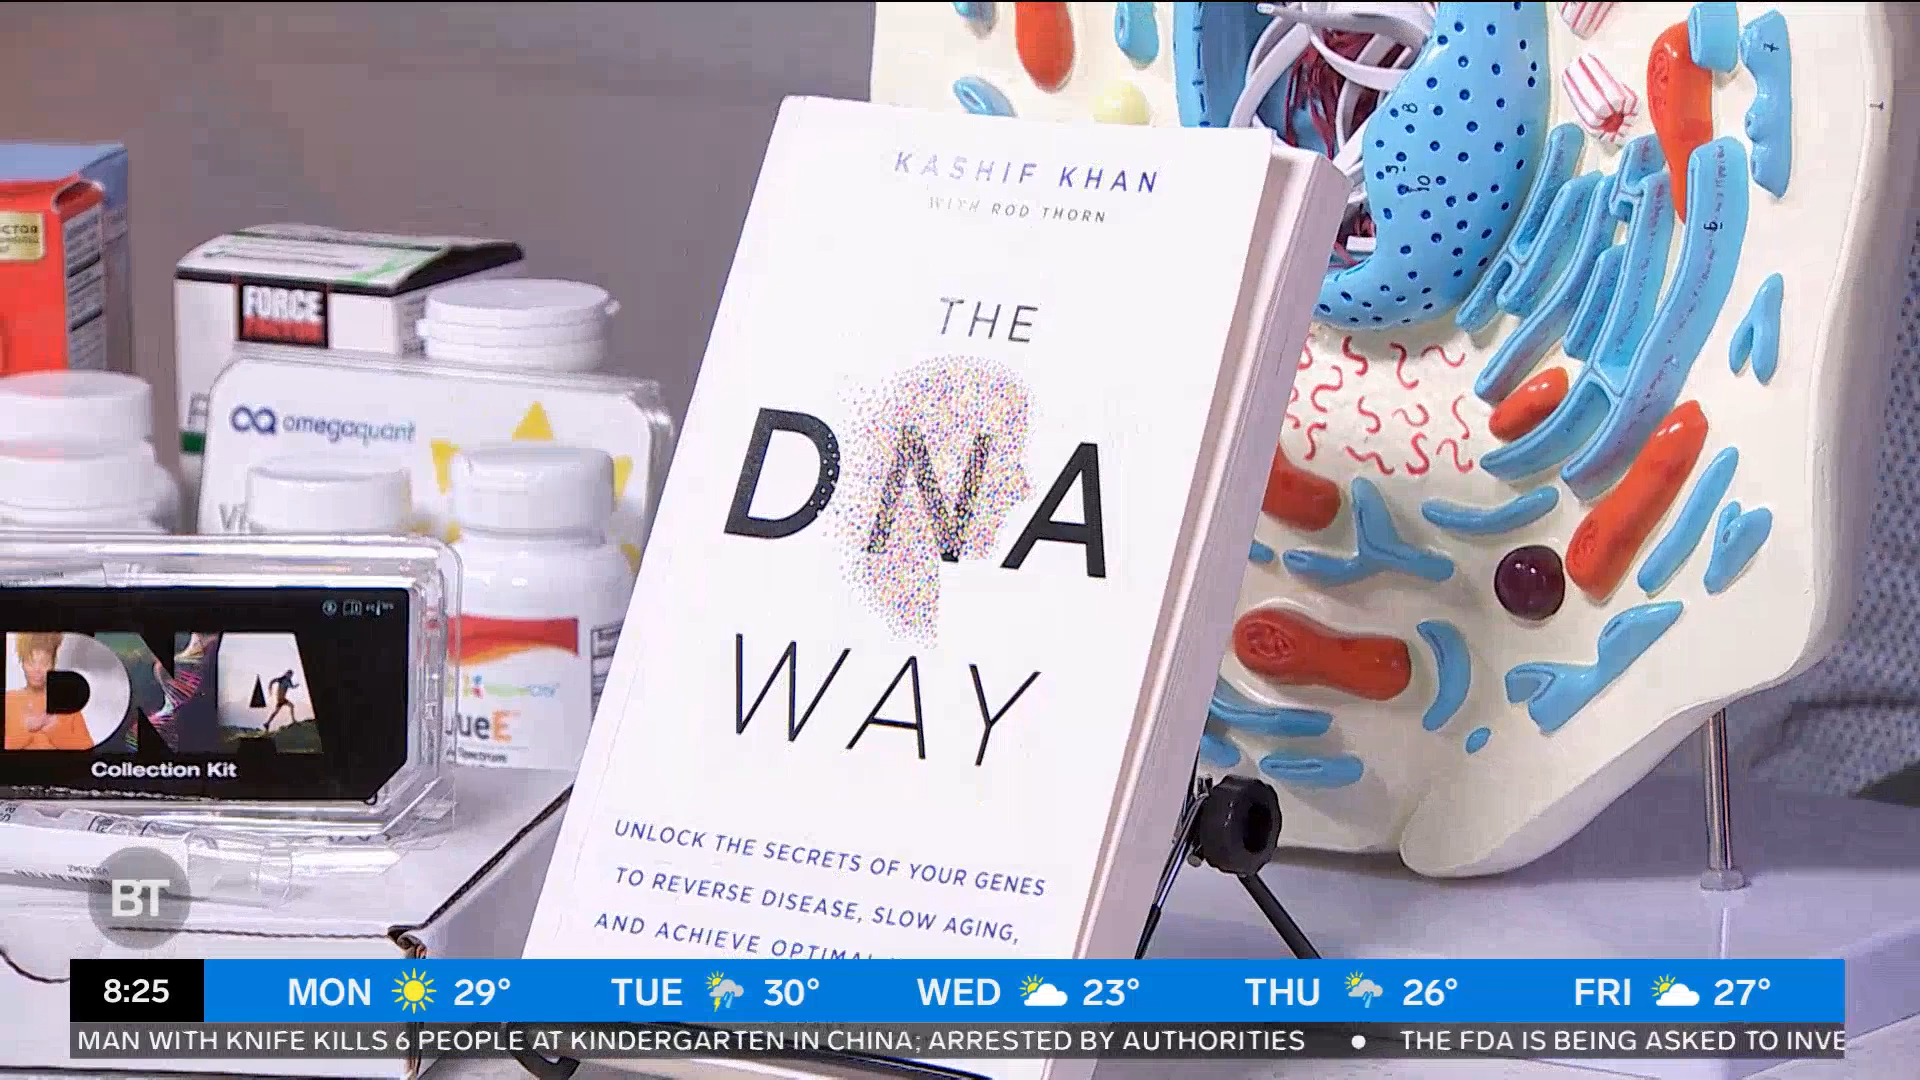 KASHIF KHAN
WITH ROD THORN
THE
DNA
WAY
UNLOCK THE SECRETS OF YOUR GENES
TO REVERSE DISEASE, SLOW AGING,
AND ACHIEVE OPTIMAL
FORCE
omegaquant
DNA
Collection Kit
BT
8:25
MON 29° TUE 30° WED 23° THU 26° FRI 27°
MAN WITH KNIFE KILLS 6 PEOPLE AT KINDERGARTEN IN CHINA; ARRESTED BY AUTHORITIES • THE FDA IS BEING ASKED TO INVE